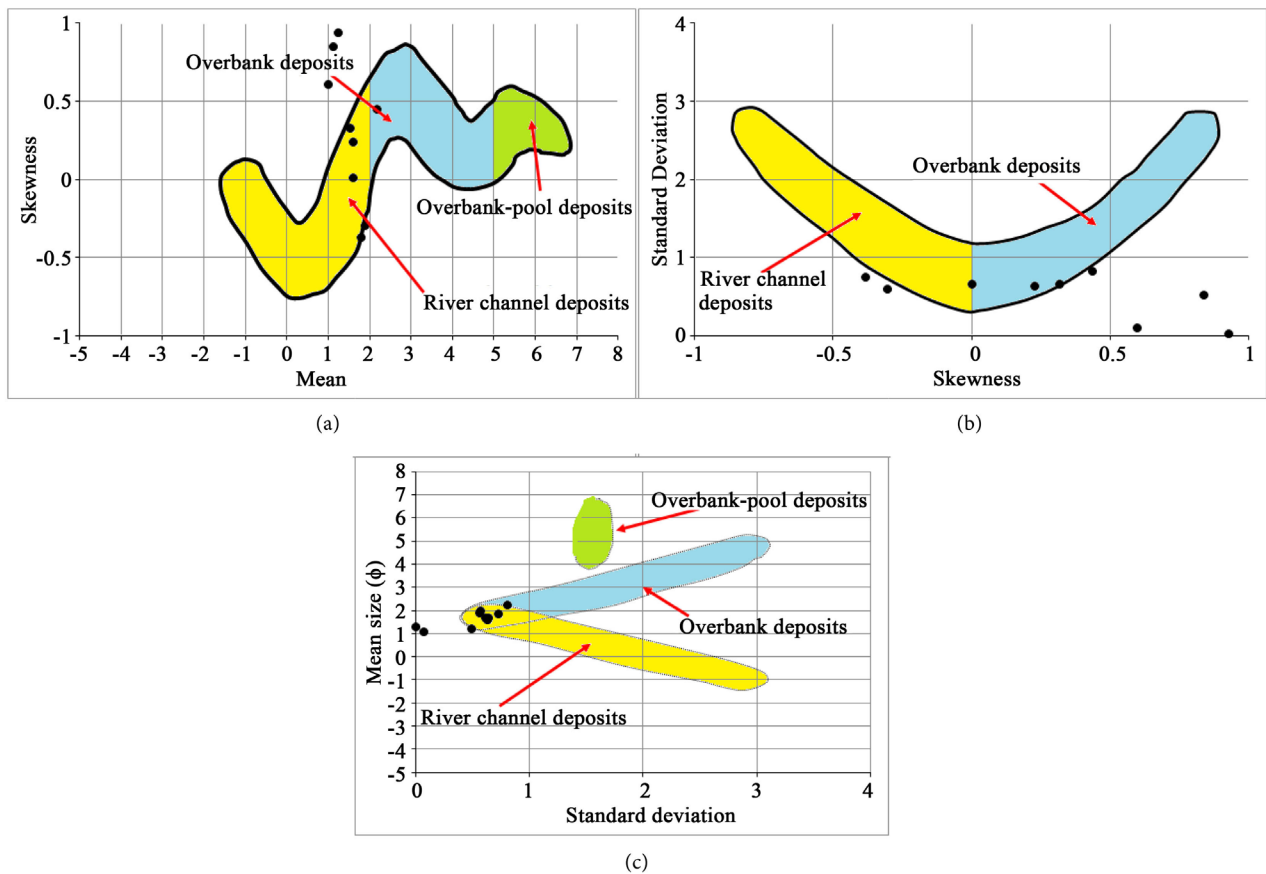 1
0.5
0
-0.5
-1
Skewness
Overbank deposits
Overbank-pool deposits
River channel deposits
-5 -4 -3 -2 -1 0 1 2 3 4 5 6 7 8
Mean
(a)
4
3
2
1
0
Standard Deviation
Overbank deposits
River channel
deposits
-1 -0.5 0 0.5 1
Skewness
(b)
8
7
6
5
4
3
2
1
0
-1
-2
-3
-4
-5
Mean size (ϕ)
Overbank-pool deposits
Overbank deposits
River channel deposits
0 1 2 3 4
Standard deviation
(c)